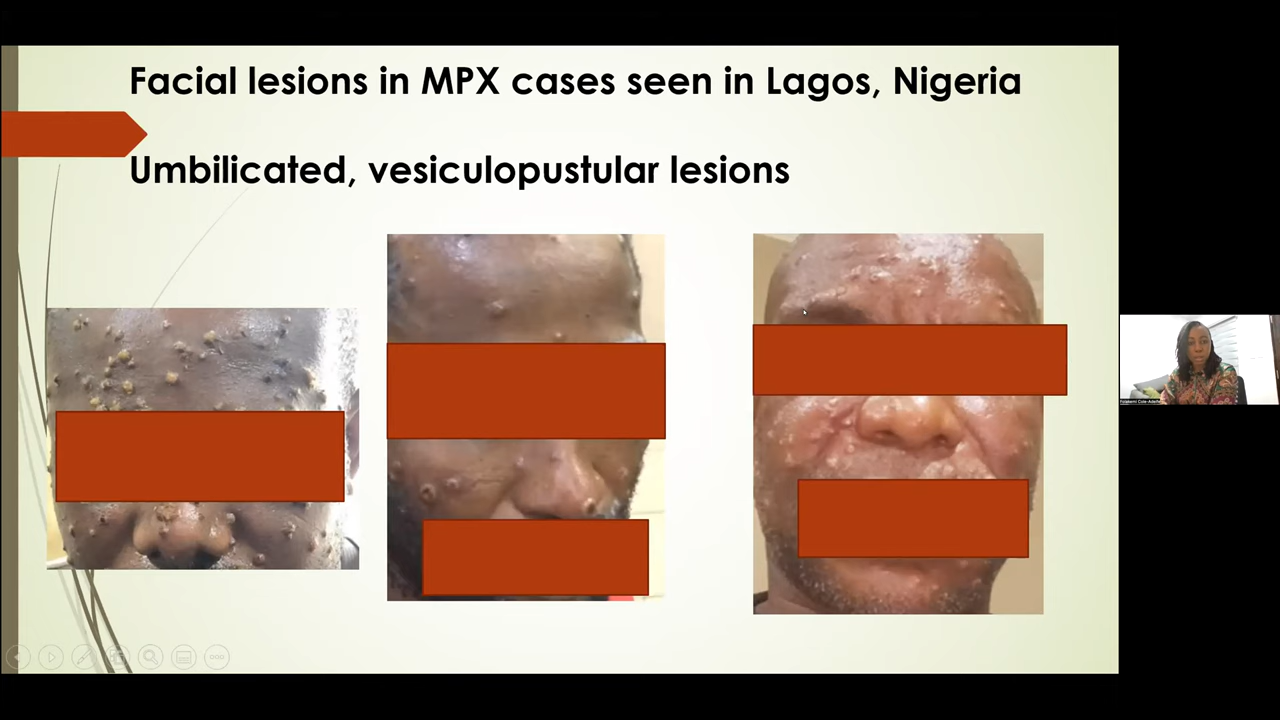 Facial lesions in MPX cases seen in Lagos, Nigeria
Umbilicated, vesiculopustular lesions